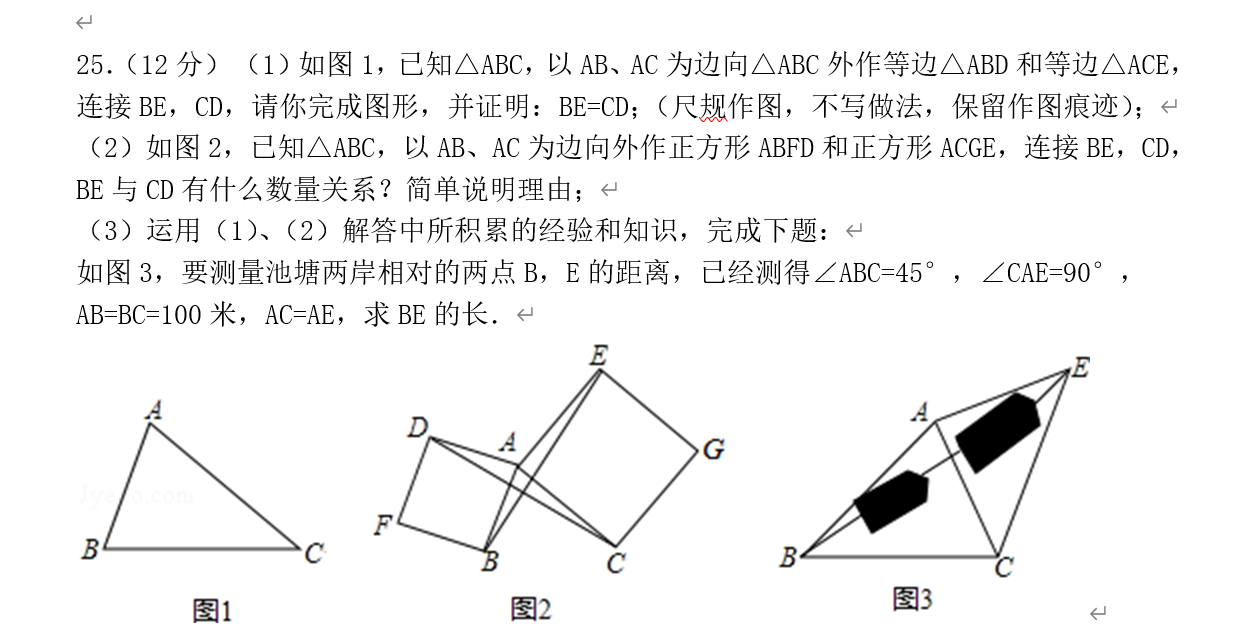 25.（12分）（1）如图1，已知△ABC，以AB、AC为边向△ABC外作等边△ABD和等边△ACE，
连接BE，CD，请你完成图形，并证明：BE=CD；（尺规作图，不写做法，保留作图痕迹）；
（2）如图2，已知△ABC，以AB、AC为边向外作正方形ABFD和正方形ACGE，连接BE，CD，
BE与CD有什么数量关系？简单说明理由；
（3）运用（1）、（2）解答中所积累的经验和知识，完成下题：
如图3，要测量池塘两岸相对的两点B，E的距离，已经测得∠ABC=45°，∠CAE=90°，
AB=BC=100米，AC=AE，求BE的长．
A
B
C
图1
E
D
A
G
F
B
C
图2
E
A
B
C
图3